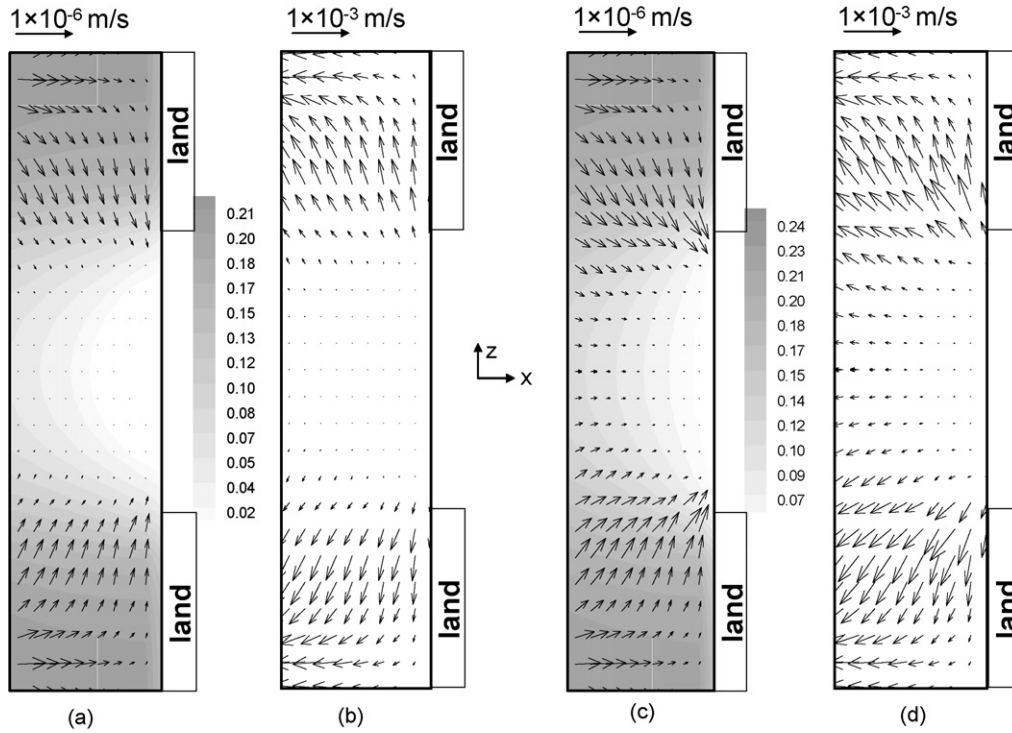 1×10-6 m/s
1×10-3 m/s
1×10-6 m/s
1×10-3 m/s
land
land
land
land
0.21
0.20
0.18
0.17
0.15
0.13
0.12
0.10
0.08
0.07
0.05
0.04
0.02
z
x
0.24
0.23
0.21
0.20
0.18
0.17
0.15
0.14
0.12
0.10
0.09
0.07
land
land
land
land
(a)
(b)
(c)
(d)